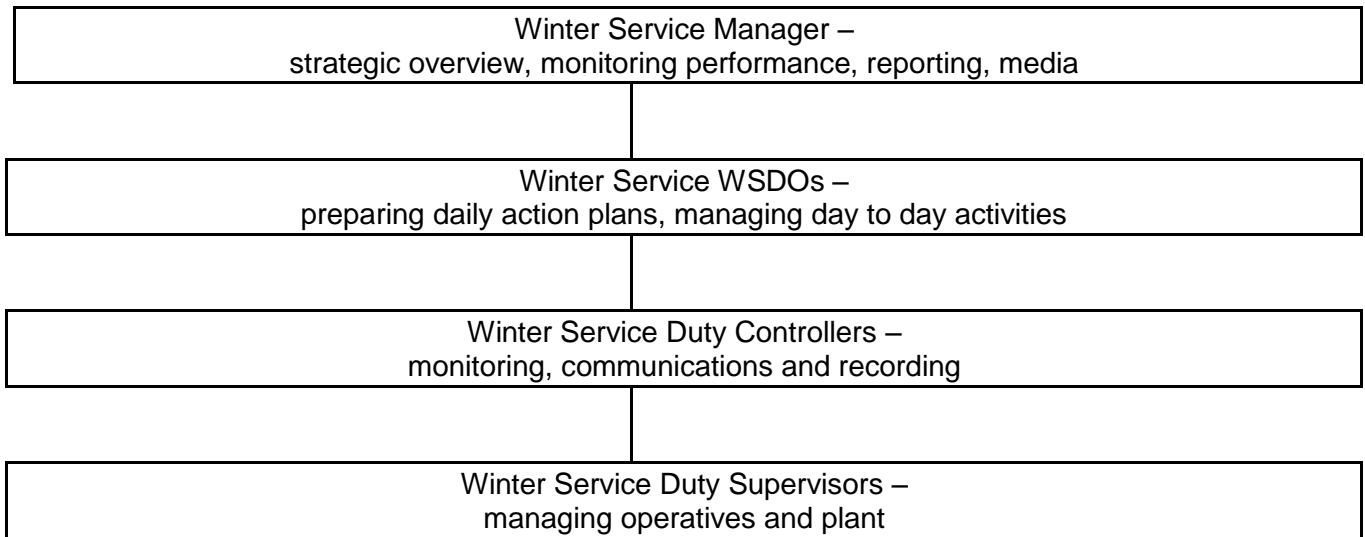 Winter Service Manager –
strategic overview, monitoring performance, reporting, media
Winter Service WSDOs –
preparing daily action plans, managing day to day activities
Winter Service Duty Controllers –
monitoring, communications and recording
Winter Service Duty Supervisors –
managing operatives and plant